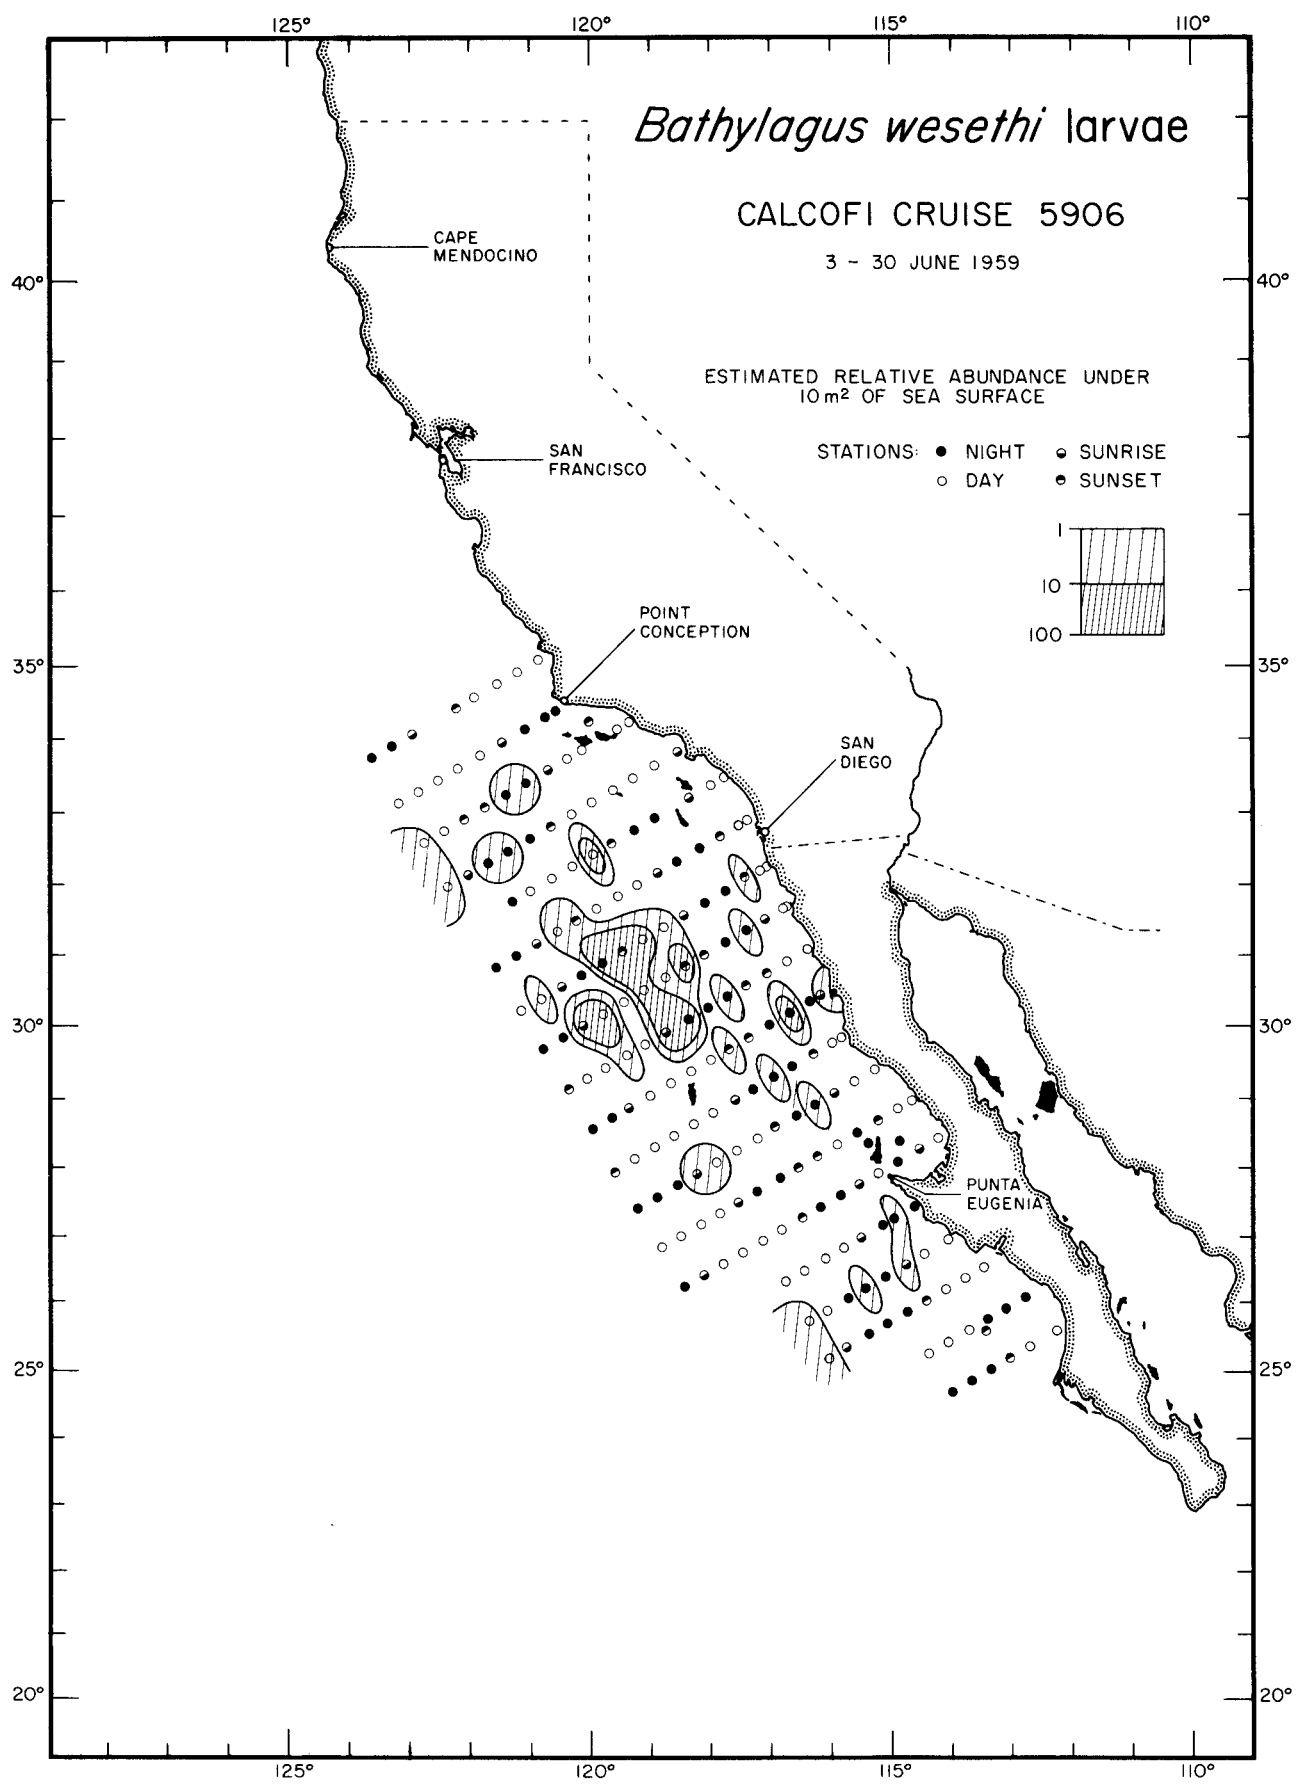 125°
120°
115°
110°
Bathylagus wesethi larvae
CALCOFI CRUISE 5906
3 - 30 JUNE 1959
CAPE
MENDOCINO
40°
40°
ESTIMATED RELATIVE ABUNDANCE UNDER
10 m² OF SEA SURFACE
STATIONS: ● NIGHT ◒ SUNRISE
○ DAY ◓ SUNSET
SAN
FRANCISCO
1
10
100
POINT
CONCEPTION
35°
35°
SAN
DIEGO
30°
30°
PUNTA
EUGENIA
25°
25°
20°
20°
125°
120°
115°
110°